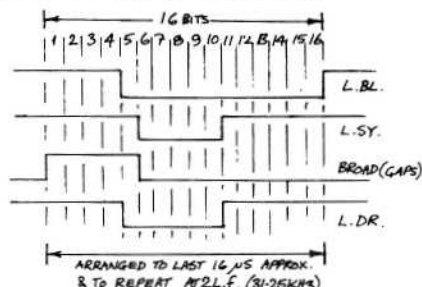 16 BITS
1 2 3 4 5 6 7 8 9 10 11 12 13 14 15 16
L.BL.
L.SY.
BROAD (GAPS)
L.DR.
ARRANGED TO LAST 16 µS APPROX.
& TO REPEAT AT 2L.f. (31.25KHz)